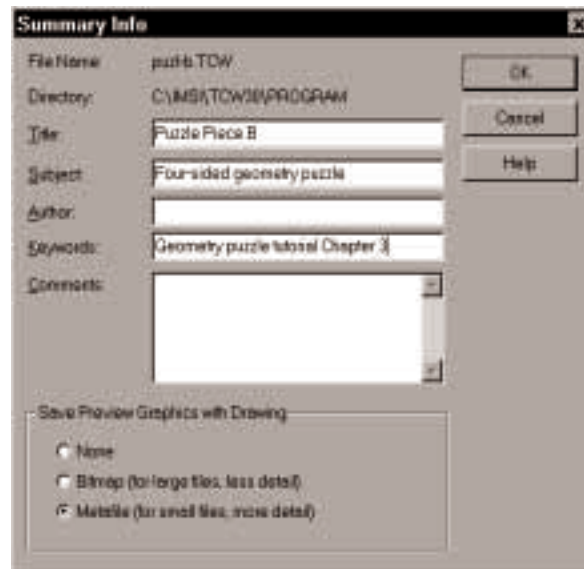 Summary Info
File Name: puzl-b.TCW
Directory: C:\IMSI\TCW30\PROGRAM
Title: Puzzle Piece B
Subject: Four-sided geometry puzzle
Author:
Keywords: Geometry puzzle tutorial Chapter 3
Comments:
Save Preview Graphics with Drawing
None
Bitmap (for large files, less detail)
Metafile (for small files, more detail)
OK
Cancel
Help